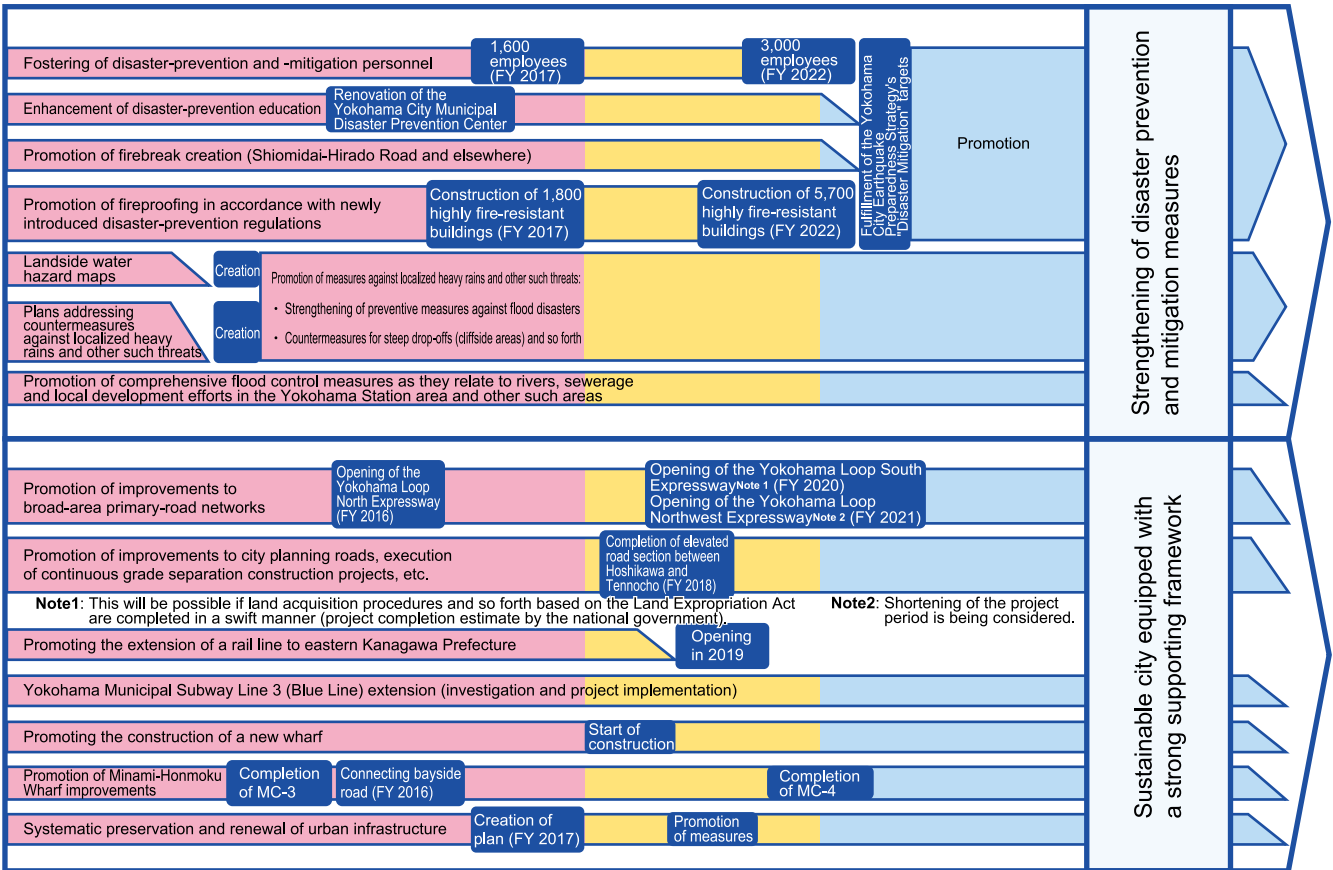 Fostering of disaster-prevention and -mitigation personnel
1,600
employees
(FY 2017)
3,000
employees
(FY 2022)
Enhancement of disaster-prevention education
Renovation of the
Yokohama City Municipal
Disaster Prevention Center
Promotion of firebreak creation (Shiomidai-Hirado Road and elsewhere)
Promotion of fireproofing in accordance with newly
introduced disaster-prevention regulations
Construction of 1,800
highly fire-resistant
buildings (FY 2017)
Construction of 5,700
highly fire-resistant
buildings (FY 2022)
Fulfillment of the Yokohama
City Earthquake
Preparedness Strategy's
"Disaster Mitigation" targets
Promotion
Landside water
hazard maps
Creation
Plans addressing
countermeasures
against localized heavy
rains and other such threats
Creation
Promotion of measures against localized heavy rains and other such threats:
・ Strengthening of preventive measures against flood disasters
・ Countermeasures for steep drop-offs (cliffside areas) and so forth
Promotion of comprehensive flood control measures as they relate to rivers, sewerage
and local development efforts in the Yokohama Station area and other such areas
Strengthening of disaster prevention
and mitigation measures
Promotion of improvements to
broad-area primary-road networks
Opening of the
Yokohama Loop
North Expressway
(FY 2016)
Opening of the Yokohama Loop South
Expressway Note 1 (FY 2020)
Opening of the Yokohama Loop
Northwest Expressway Note 2 (FY 2021)
Promotion of improvements to city planning roads, execution
of continuous grade separation construction projects, etc.
Completion of elevated
road section between
Hoshikawa and
Tennocho (FY 2018)
Note1: This will be possible if land acquisition procedures and so forth based on the Land Expropriation Act
are completed in a swift manner (project completion estimate by the national government).
Note2: Shortening of the project
period is being considered.
Promoting the extension of a rail line to eastern Kanagawa Prefecture
Opening
in 2019
Yokohama Municipal Subway Line 3 (Blue Line) extension (investigation and project implementation)
Promoting the construction of a new wharf
Start of
construction
Promotion of Minami-Honmoku
Wharf improvements
Completion
of MC-3
Connecting bayside
road (FY 2016)
Completion
of MC-4
Systematic preservation and renewal of urban infrastructure
Creation of
plan (FY 2017)
Promotion
of measures
Sustainable city equipped with
a strong supporting framework